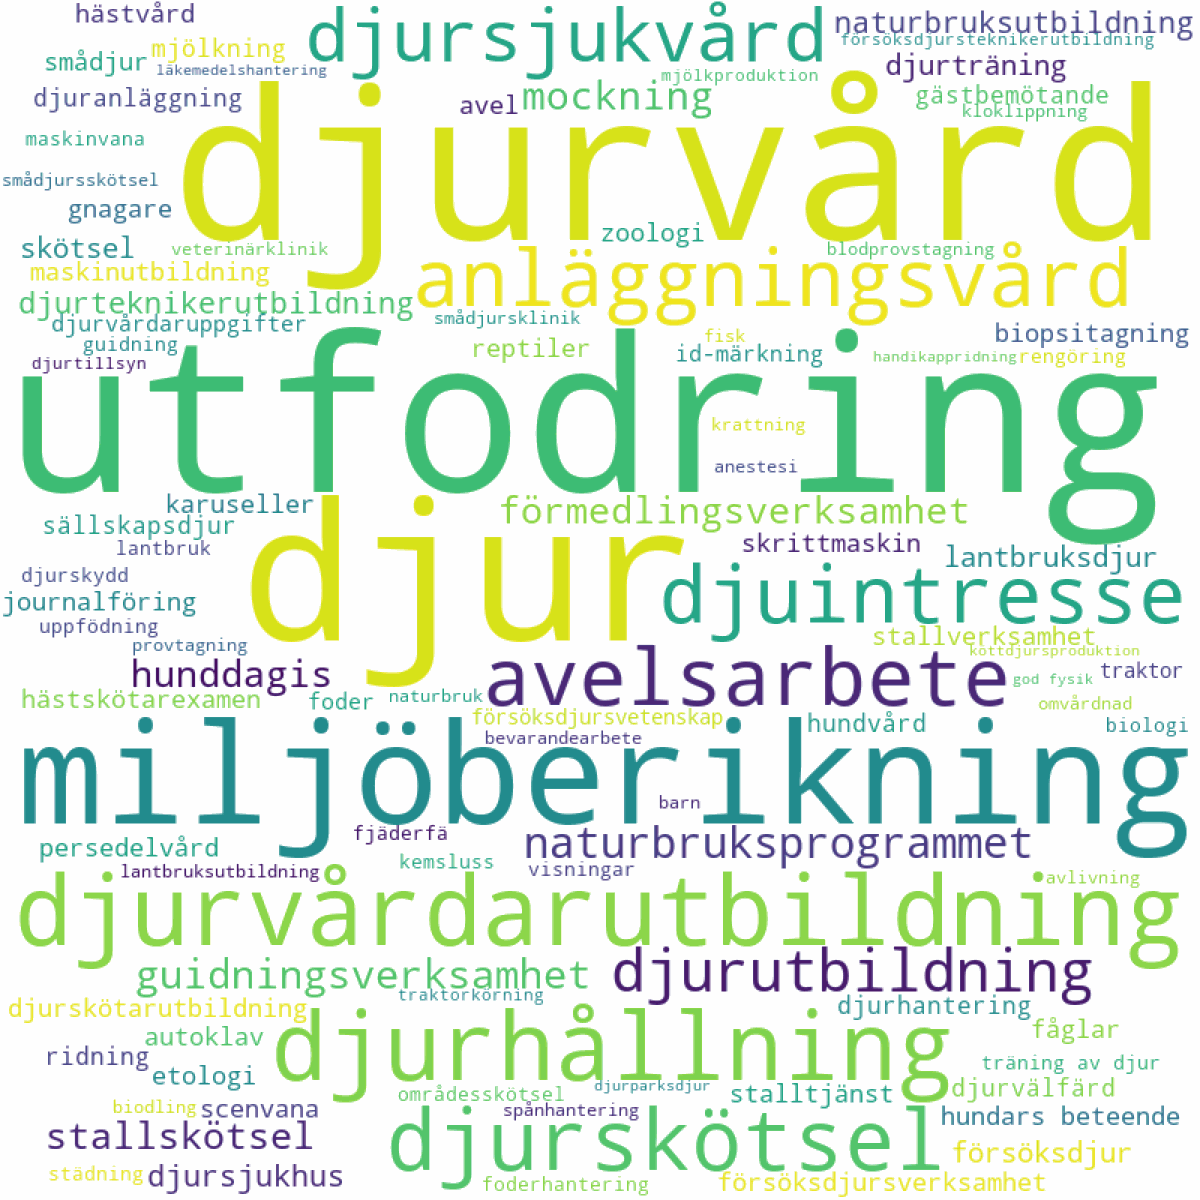 hästvård
djursjukvård
naturbruksutbildning
mjölkning
försöksdjursteknikerutbildning
smådjur
läkemedelshantering
djurträning
mjölkproduktion
djuranläggning
avel
mockning
gästbemötande
kloklippning
maskinvana
djurvård
smådjursskötsel
gnagare
zoologi
skötsel
veterinärklinik
blodprovstagning
maskinutbildning
anläggningsvård
djurteknikerutbildning
djurvårdaruppgifter
smådjursklinik
biopsitagning
guidning
fisk
reptiler
id-märkning
handikappridning
rengöring
djurtillsyn
utfodring
krattning
anestesi
karuseller
förmedlingsverksamhet
sällskapsdjur
lantbruk
skrittmaskin
lantbruksdjur
djur
djurskydd
journalföring
djuintresse
uppfödning
stallverksamhet
provtagning
köttdjursproduktion
hunddagis
avelsarbete
traktor
god fysik
hästskötarexamen
foder
naturbruk
omvårdnad
försöksdjursvetenskap
hundvård
biologi
bevarandearbete
miljöberikning
barn
fjäderfä
persedelvård
naturbruksprogrammet
kemsluss
lantbruksutbildning
visningar
avlivning
djurvårdarutbildning
guidningsverksamhet
djurutbildning
traktorkörning
djurskötarutbildning
djurhantering
autoklav
djurhållning
fåglar
ridning
träning av djur
etologi
djurparksdjur
områdesskötsel
stalltjänst
djurvälfärd
biodling
scenvana
spånhantering
hundars beteende
stallskötsel
djurskötsel
försöksdjur
städning
djursjukhus
foderhantering
försöksdjursverksamhet